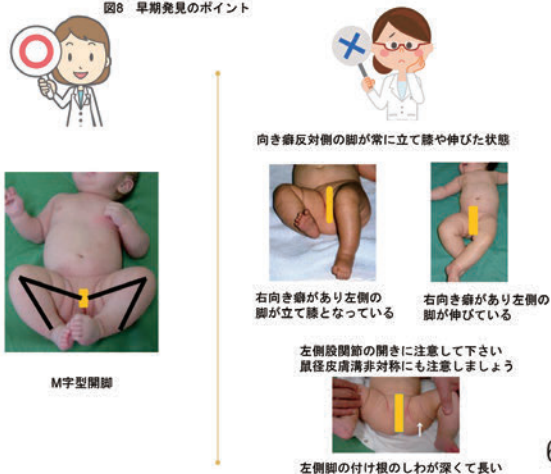 図8 早期発見のポイント
M字型開脚
向き癖反対側の脚が常に立て膝や伸びた状態
右向き癖があり左側の
脚が立て膝となっている
右向き癖があり左側の
脚が伸びている
左側股関節の開きに注意して下さい
鼠径皮膚溝非対称にも注意しましょう
左側脚の付け根のしわが深くて長い